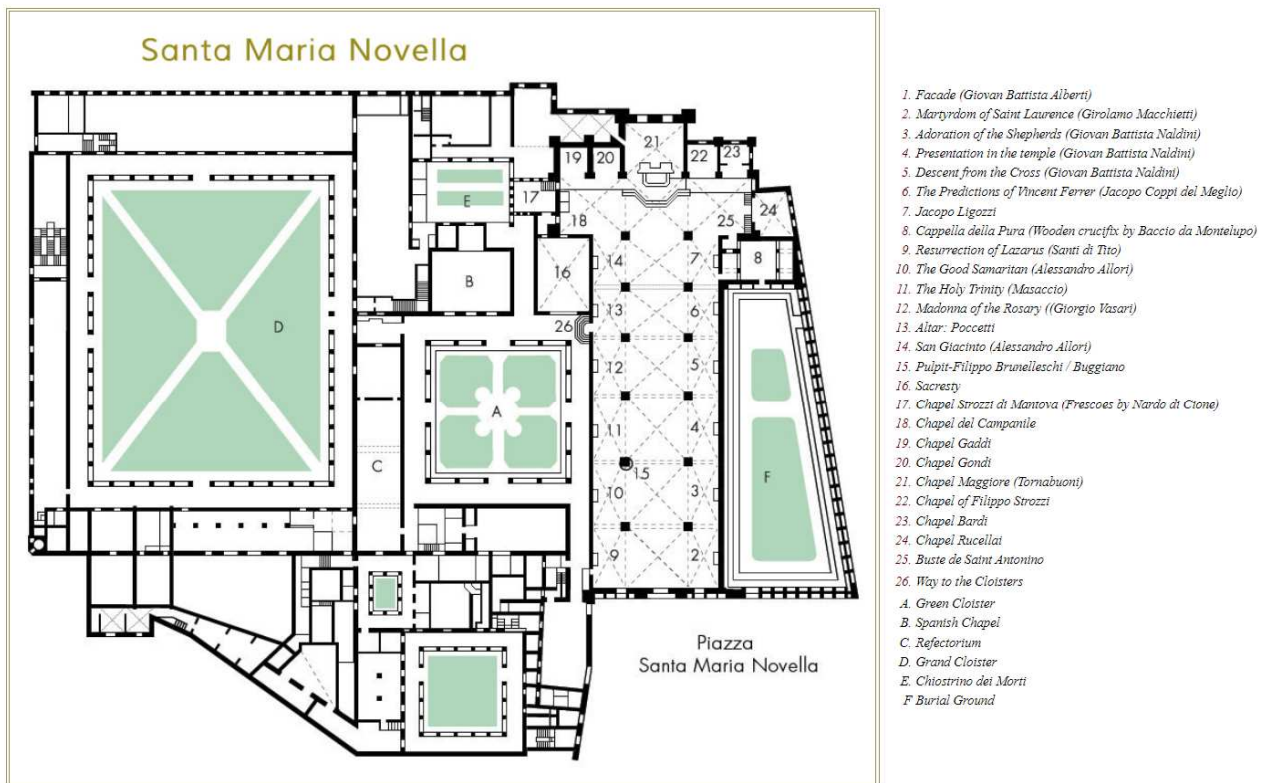 Santa Maria Novella
21
19
20
22
23
17
E
18
25
24
16
14
7
8
B
26
13
6
D
12
5
A
11
4
C
15
10
3
F
9
2
Piazza
Santa Maria Novella
1. Facade (Giovan Battista Alberti)
2. Martyrdom of Saint Laurence (Girolamo Macchietti)
3. Adoration of the Shepherds (Giovan Battista Naldini)
4. Presentation in the temple (Giovan Battista Naldini)
5. Descent from the Cross (Giovan Battista Naldini)
6. The Predictions of Vincent Ferrer (Jacopo Coppi del Meglio)
7. Jacopo Ligozzi
8. Cappella della Pura (Wooden crucifix by Baccio da Montelupo)
9. Resurrection of Lazarus (Santi di Tito)
10. The Good Samaritan (Alessandro Allori)
11. The Holy Trinity (Masaccio)
12. Madonna of the Rosary ((Giorgio Vasari)
13. Altar: Poccetti
14. San Giacinto (Alessandro Allori)
15. Pulpit-Filippo Brunelleschi / Buggiano
16. Sacresty
17. Chapel Strozzi di Mantova (Frescoes by Nardo di Cione)
18. Chapel del Campanile
19. Chapel Gaddi
20. Chapel Gondi
21. Chapel Maggiore (Tornabuoni)
22. Chapel of Filippo Strozzi
23. Chapel Bardi
24. Chapel Rucellai
25. Buste de Saint Antonino
26. Way to the Cloisters
A. Green Cloister
B. Spanish Chapel
C. Refectorium
D. Grand Cloister
E. Chiostrino dei Morti
F Burial Ground